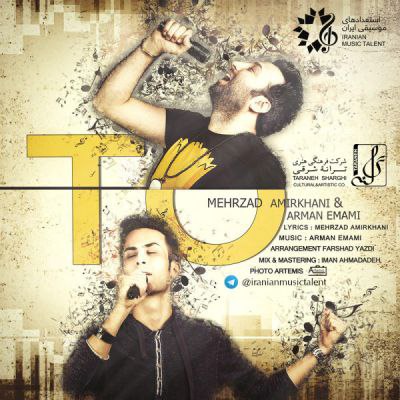 استعدادهای
موسیقی ایران
IRANIAN
MUSIC TALENT
TO
شرکت فرهنگی هنری
ترانه شرقی
TARANEH SHARGHI
CULTURAL&ARTISTIC CO.
TARANEH
MEHRZAD AMIRKHANI &
ARMAN EMAMI
LYRICS : MEHRZAD AMIRKHANI
MUSIC : ARMAN EMAMI
ARRANGEMENT FARSHAD YAZDI
MIX & MASTERING : IMAN AHMADADEH,
PHOTO ARTEMIS
@iranianmusictalent